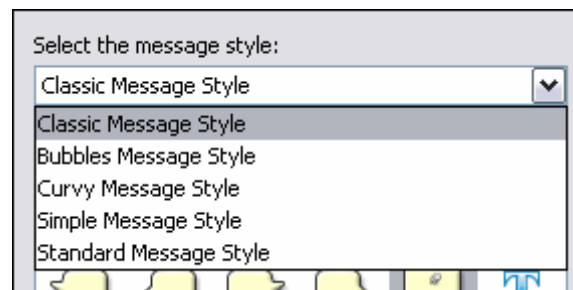 Select the message style:
Classic Message Style
Classic Message Style
Bubbles Message Style
Curvy Message Style
Simple Message Style
Standard Message Style